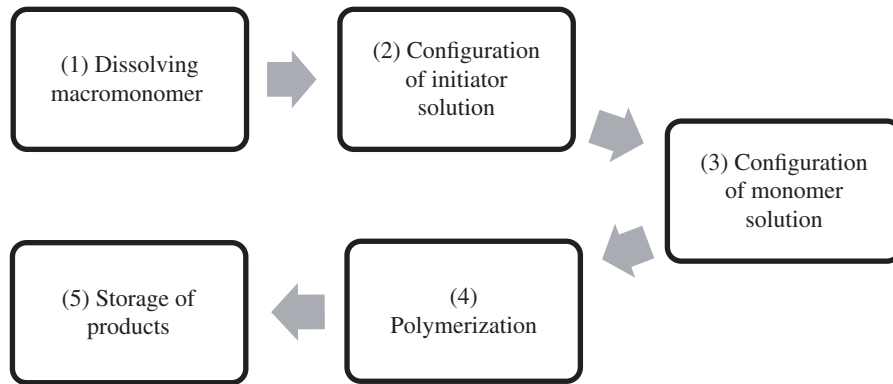 (1) Dissolving
macromonomer
(2) Configuration
of initiator
solution
(3) Configuration
of monomer
solution
(4)
Polymerization
(5) Storage of
products